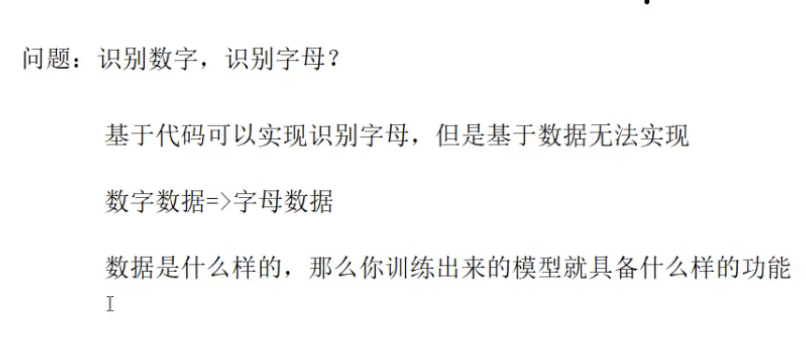 问题：识别数字，识别字母？
基于代码可以实现识别字母，但是基于数据无法实现
数字数据=>字母数据
数据是什么样的，那么你训练出来的模型就具备什么样的功能